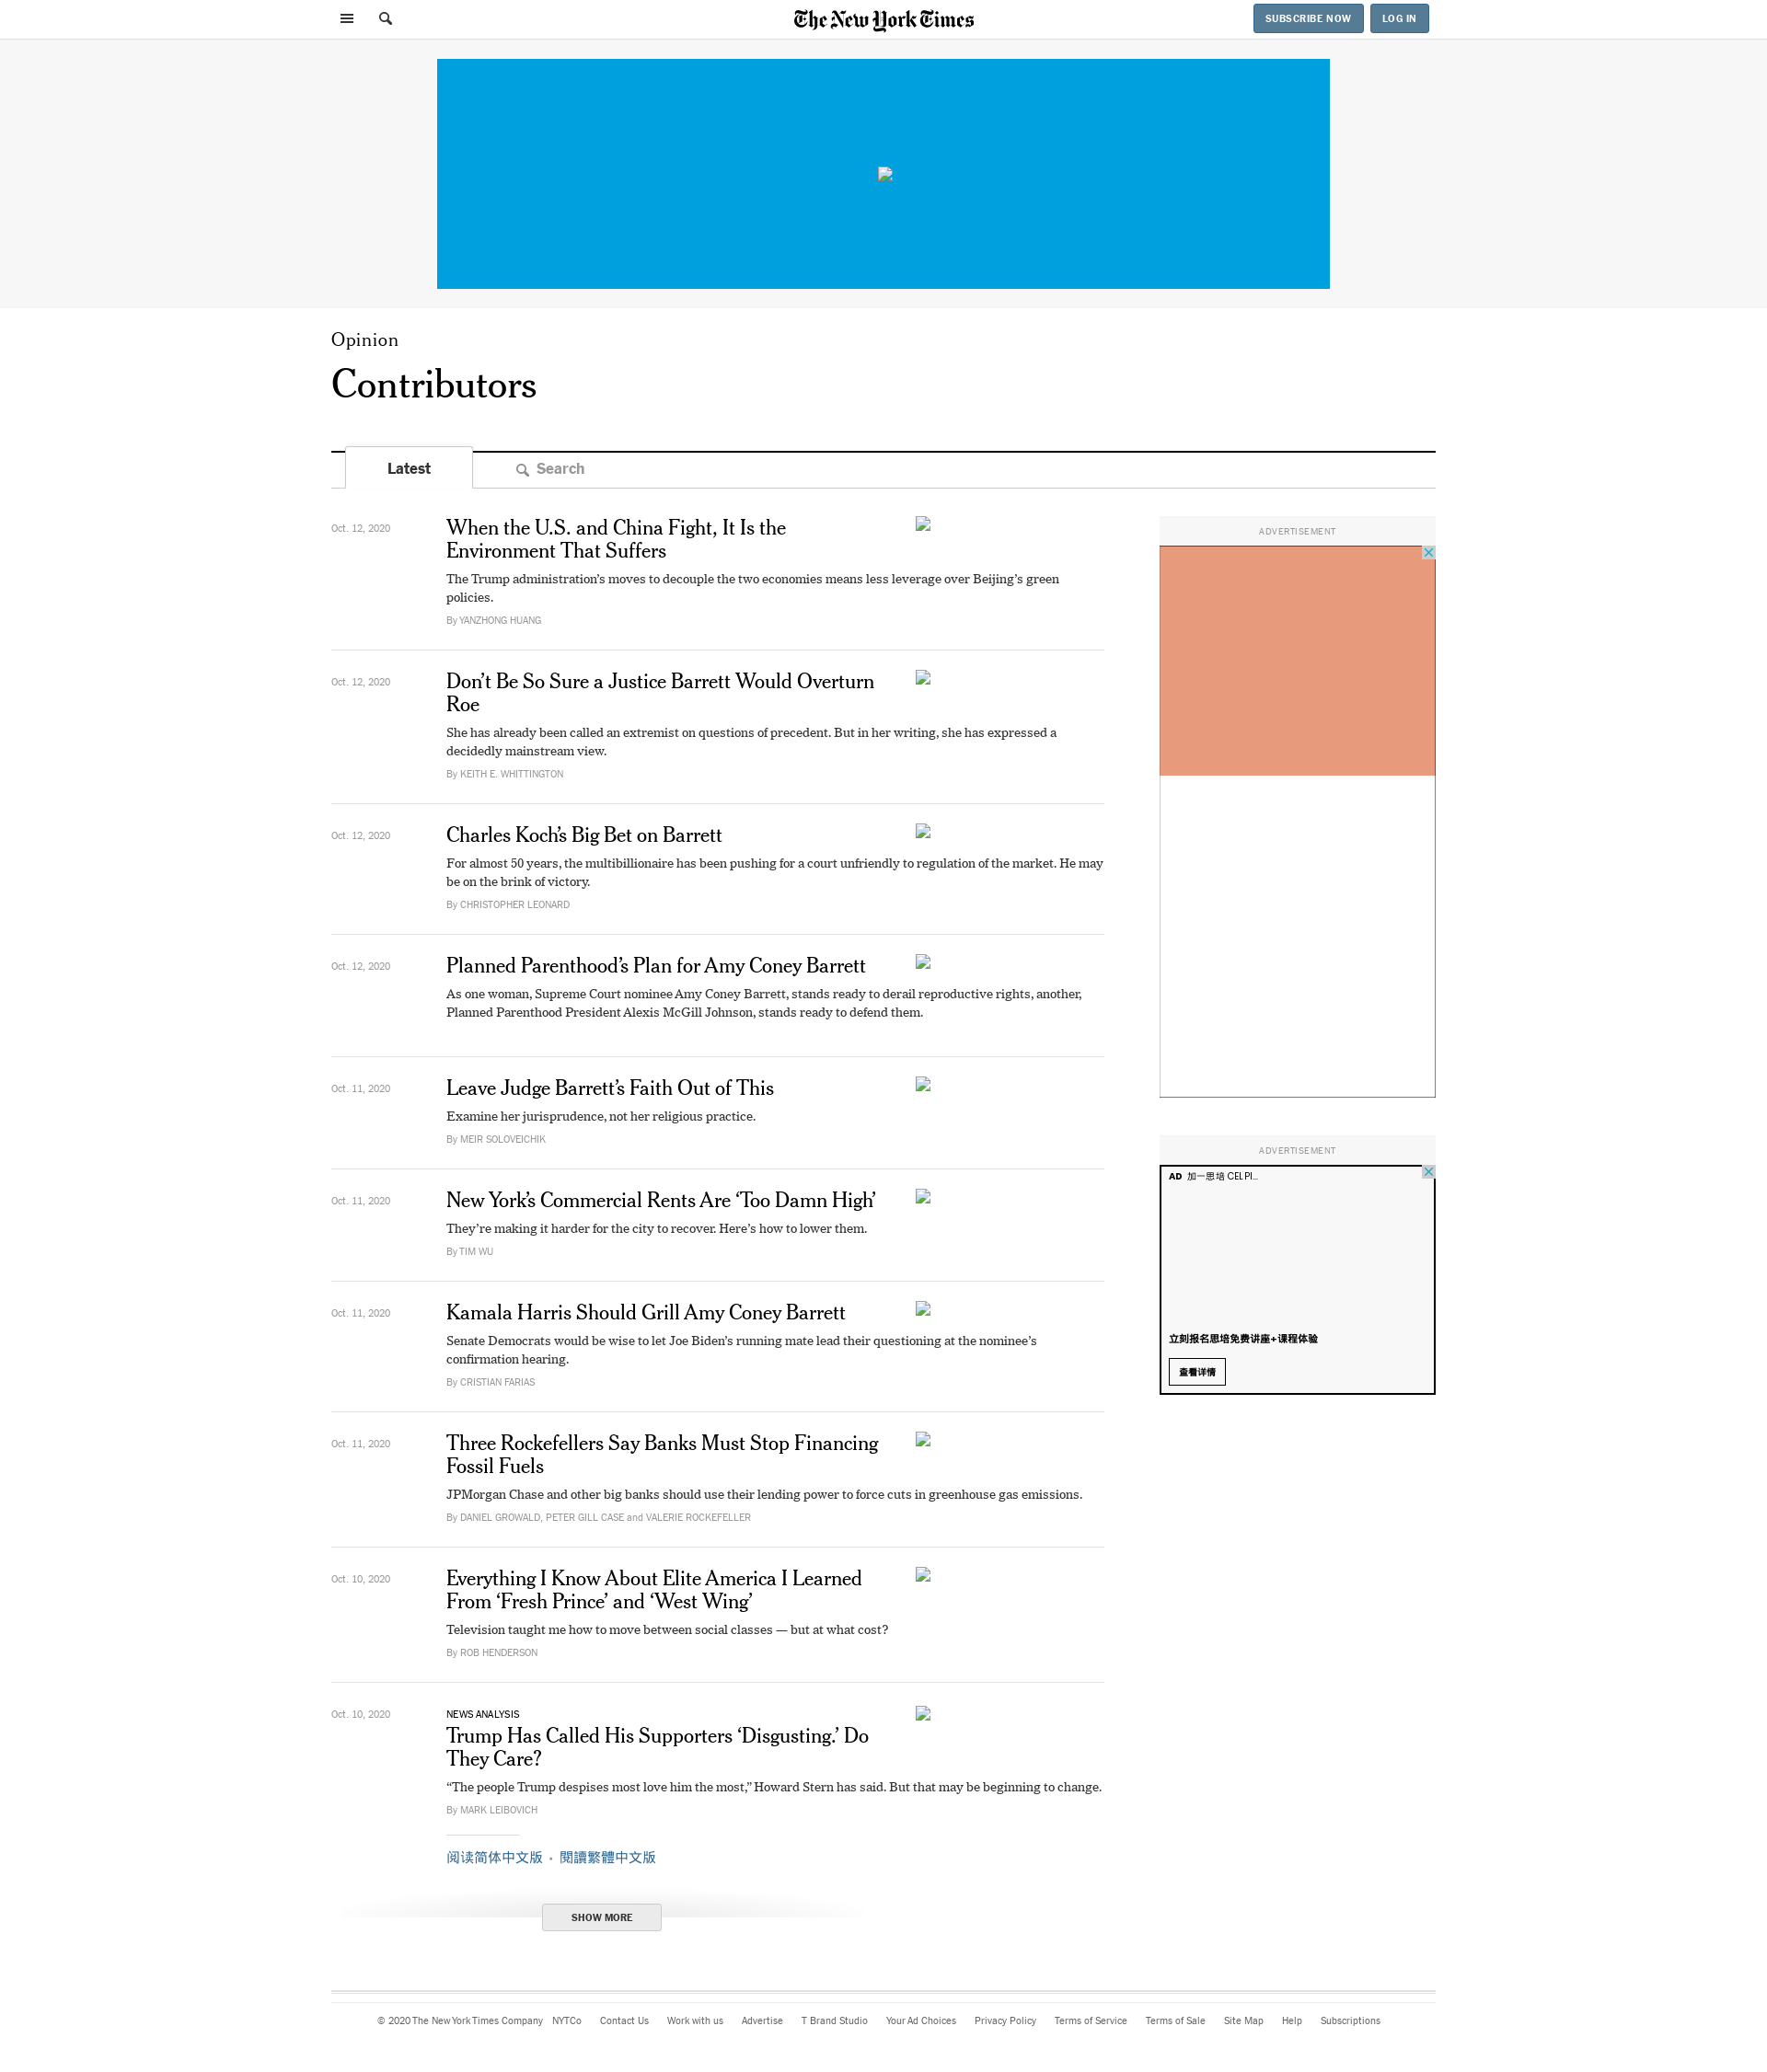 The New York Times
SUBSCRIBE NOW
LOG IN
Opinion
Contributors
Latest
Search
Oct. 12, 2020
When the U.S. and China Fight, It Is the
Environment That Suffers
The Trump administration’s moves to decouple the two economies means less leverage over Beijing’s green
policies.
By YANZHONG HUANG
Oct. 12, 2020
Don’t Be So Sure a Justice Barrett Would Overturn
Roe
She has already been called an extremist on questions of precedent. But in her writing, she has expressed a
decidedly mainstream view.
By KEITH E. WHITTINGTON
Oct. 12, 2020
Charles Koch’s Big Bet on Barrett
For almost 50 years, the multibillionaire has been pushing for a court unfriendly to regulation of the market. He may
be on the brink of victory.
By CHRISTOPHER LEONARD
Oct. 12, 2020
Planned Parenthood’s Plan for Amy Coney Barrett
As one woman, Supreme Court nominee Amy Coney Barrett, stands ready to derail reproductive rights, another,
Planned Parenthood President Alexis McGill Johnson, stands ready to defend them.
Oct. 11, 2020
Leave Judge Barrett’s Faith Out of This
Examine her jurisprudence, not her religious practice.
By MEIR SOLOVEICHIK
Oct. 11, 2020
New York’s Commercial Rents Are ‘Too Damn High’
They’re making it harder for the city to recover. Here’s how to lower them.
By TIM WU
Oct. 11, 2020
Kamala Harris Should Grill Amy Coney Barrett
Senate Democrats would be wise to let Joe Biden’s running mate lead their questioning at the nominee’s
confirmation hearing.
By CRISTIAN FARIAS
Oct. 11, 2020
Three Rockefellers Say Banks Must Stop Financing
Fossil Fuels
JPMorgan Chase and other big banks should use their lending power to force cuts in greenhouse gas emissions.
By DANIEL GROWALD, PETER GILL CASE and VALERIE ROCKEFELLER
Oct. 10, 2020
Everything I Know About Elite America I Learned
From ‘Fresh Prince’ and ‘West Wing’
Television taught me how to move between social classes — but at what cost?
By ROB HENDERSON
Oct. 10, 2020
NEWS ANALYSIS
Trump Has Called His Supporters ‘Disgusting.’ Do
They Care?
“The people Trump despises most love him the most,” Howard Stern has said. But that may be beginning to change.
By MARK LEIBOVICH
阅读简体中文版 • 閱讀繁體中文版
SHOW MORE
ADVERTISEMENT
ADVERTISEMENT
AD 加一思培 CELPI...
立刻报名思培免费讲座+课程体验
查看详情
© 2020 The New York Times Company NYTCo Contact Us Work with us Advertise T Brand Studio Your Ad Choices Privacy Policy Terms of Service Terms of Sale Site Map Help Subscriptions